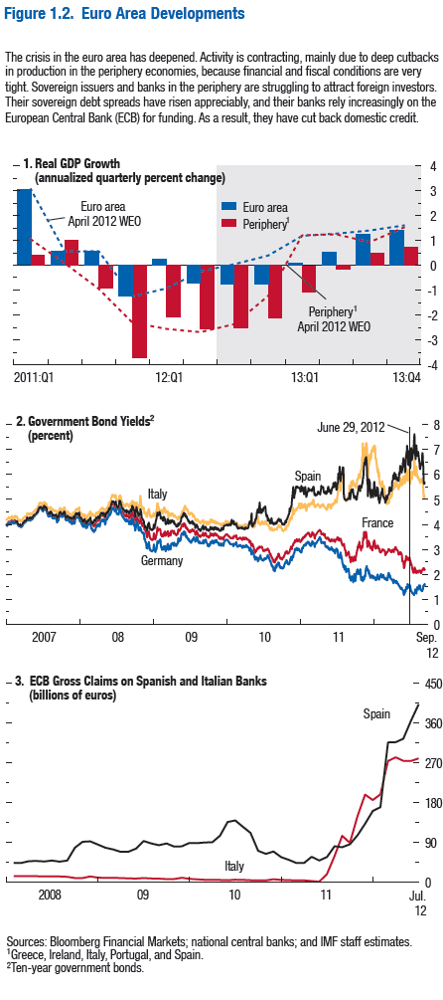 Figure 1.2. Euro Area Developments
The crisis in the euro area has deepened. Activity is contracting, mainly due to deep cutbacks
in production in the periphery economies, because financial and fiscal conditions are very
tight. Sovereign issuers and banks in the periphery are struggling to attract foreign investors.
Their sovereign debt spreads have risen appreciably, and their banks rely increasingly on the
European Central Bank (ECB) for funding. As a result, they have cut back domestic credit.
1. Real GDP Growth
(annualized quarterly percent change)
Euro area
April 2012 WEO
Euro area
Periphery¹
Periphery¹
April 2012 WEO
4
3
2
1
0
-1
-2
-3
-4
2011:Q1
12:Q1
13:Q1
13:Q4
2. Government Bond Yields²
(percent)
June 29, 2012
Spain
Italy
France
Germany
8
7
6
5
4
3
2
1
0
2007
08
09
10
11
Sep.
12
3. ECB Gross Claims on Spanish and Italian Banks
(billions of euros)
Spain
Italy
450
360
270
180
90
0
2008
09
10
11
Jul.
12
Sources: Bloomberg Financial Markets; national central banks; and IMF staff estimates.
¹Greece, Ireland, Italy, Portugal, and Spain.
²Ten-year government bonds.